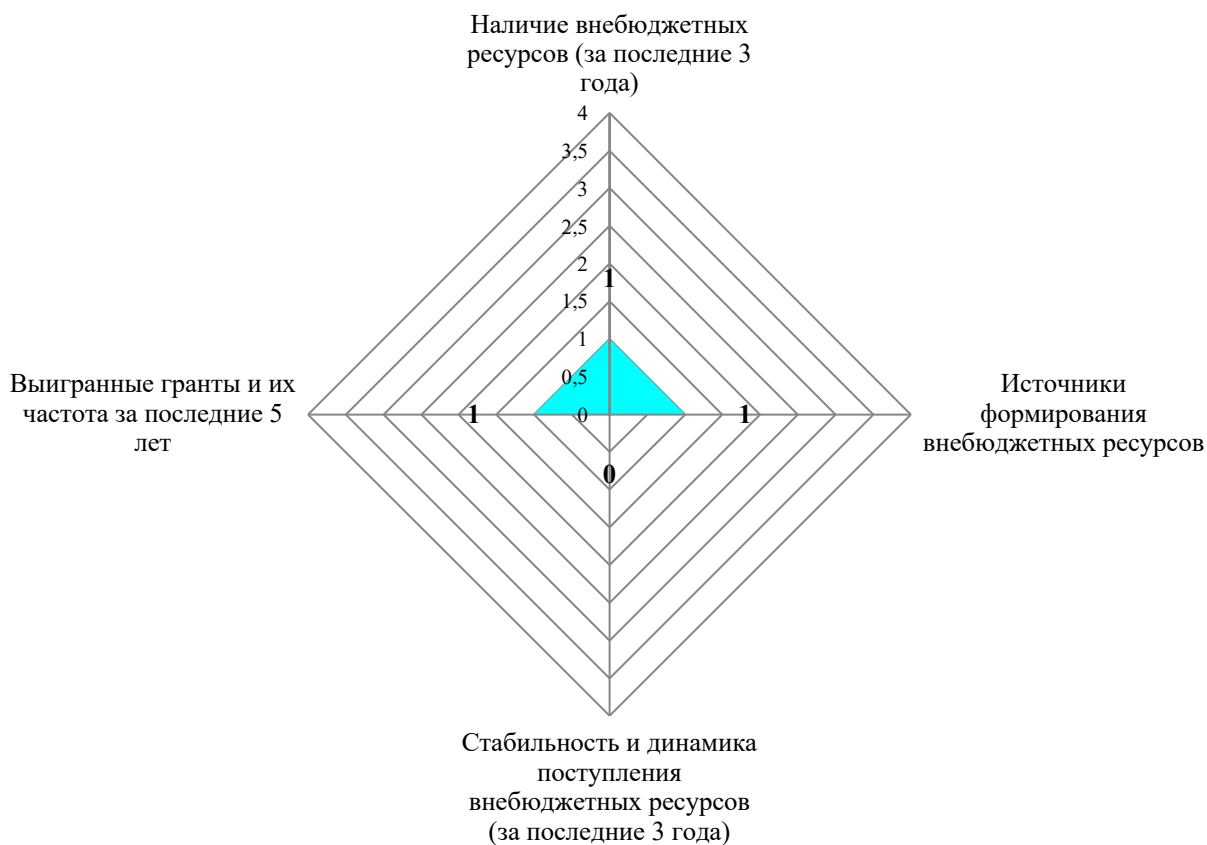 Наличие внебюджетных
ресурсов (за последние 3
года)
4
3,5
3
2,5
2
1
1,5
1
0,5
0
Выигранные гранты и их
частота за последние 5
лет
1
1
Источники
формирования
внебюджетных ресурсов
0
Стабильность и динамика
поступления
внебюджетных ресурсов
(за последние 3 года)